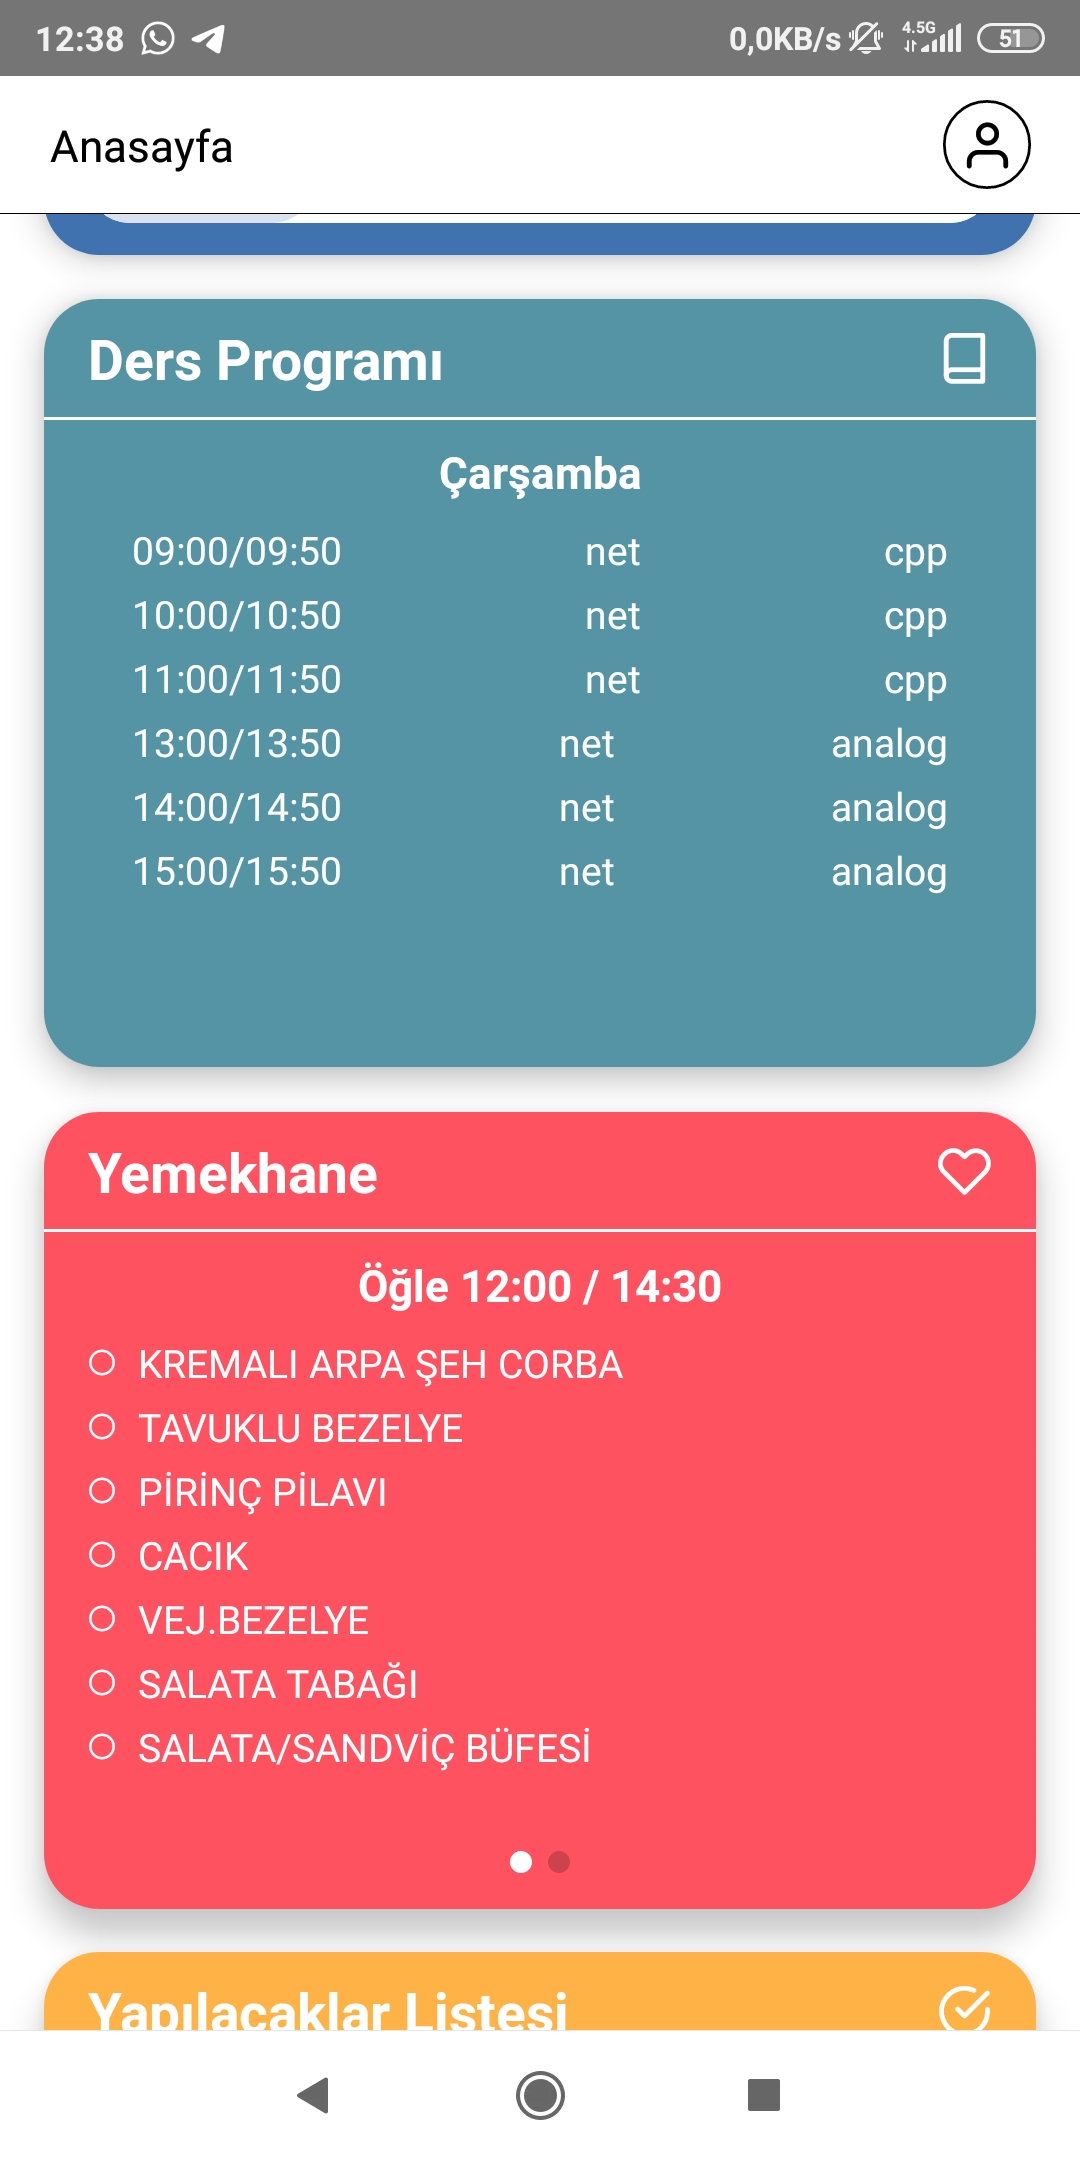 12:38 0,0KB/s 4.5G 51
Anasayfa
Ders Programı
Çarşamba
09:00/09:50 net cpp
10:00/10:50 net cpp
11:00/11:50 net cpp
13:00/13:50 net analog
14:00/14:50 net analog
15:00/15:50 net analog
Yemekhane
Öğle 12:00 / 14:30
KREMALI ARPA ŞEH CORBA
TAVUKLU BEZELYE
PİRİNÇ PİLAVI
CACIK
VEJ.BEZELYE
SALATA TABAĞI
SALATA/SANDVİÇ BÜFESİ
Yapılacaklar Listesi